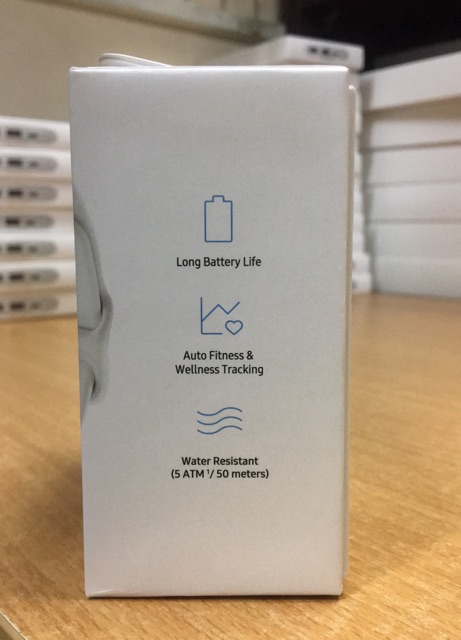 Long Battery Life
Auto Fitness &
Wellness Tracking
Water Resistant
(5 ATM ¹/ 50 meters)